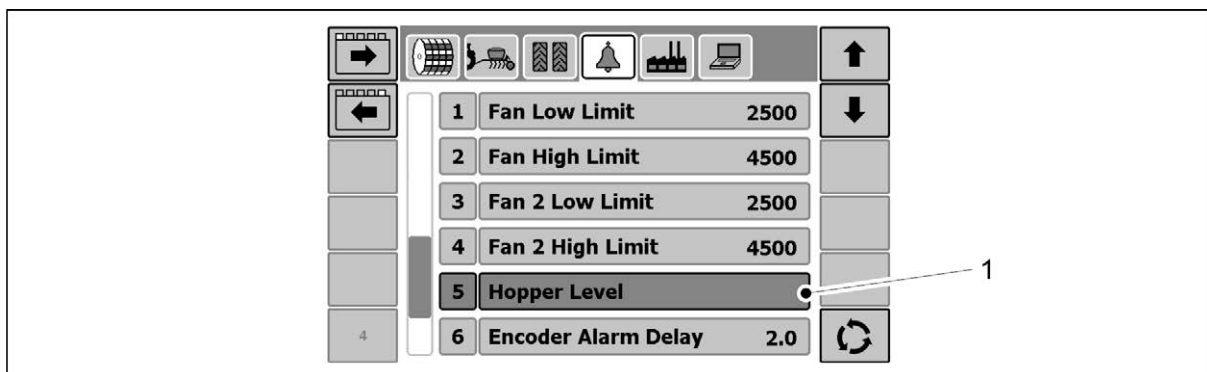 1 Fan Low Limit 2500
2 Fan High Limit 4500
3 Fan 2 Low Limit 2500
4 Fan 2 High Limit 4500
5 Hopper Level
1
4 6 Encoder Alarm Delay 2.0